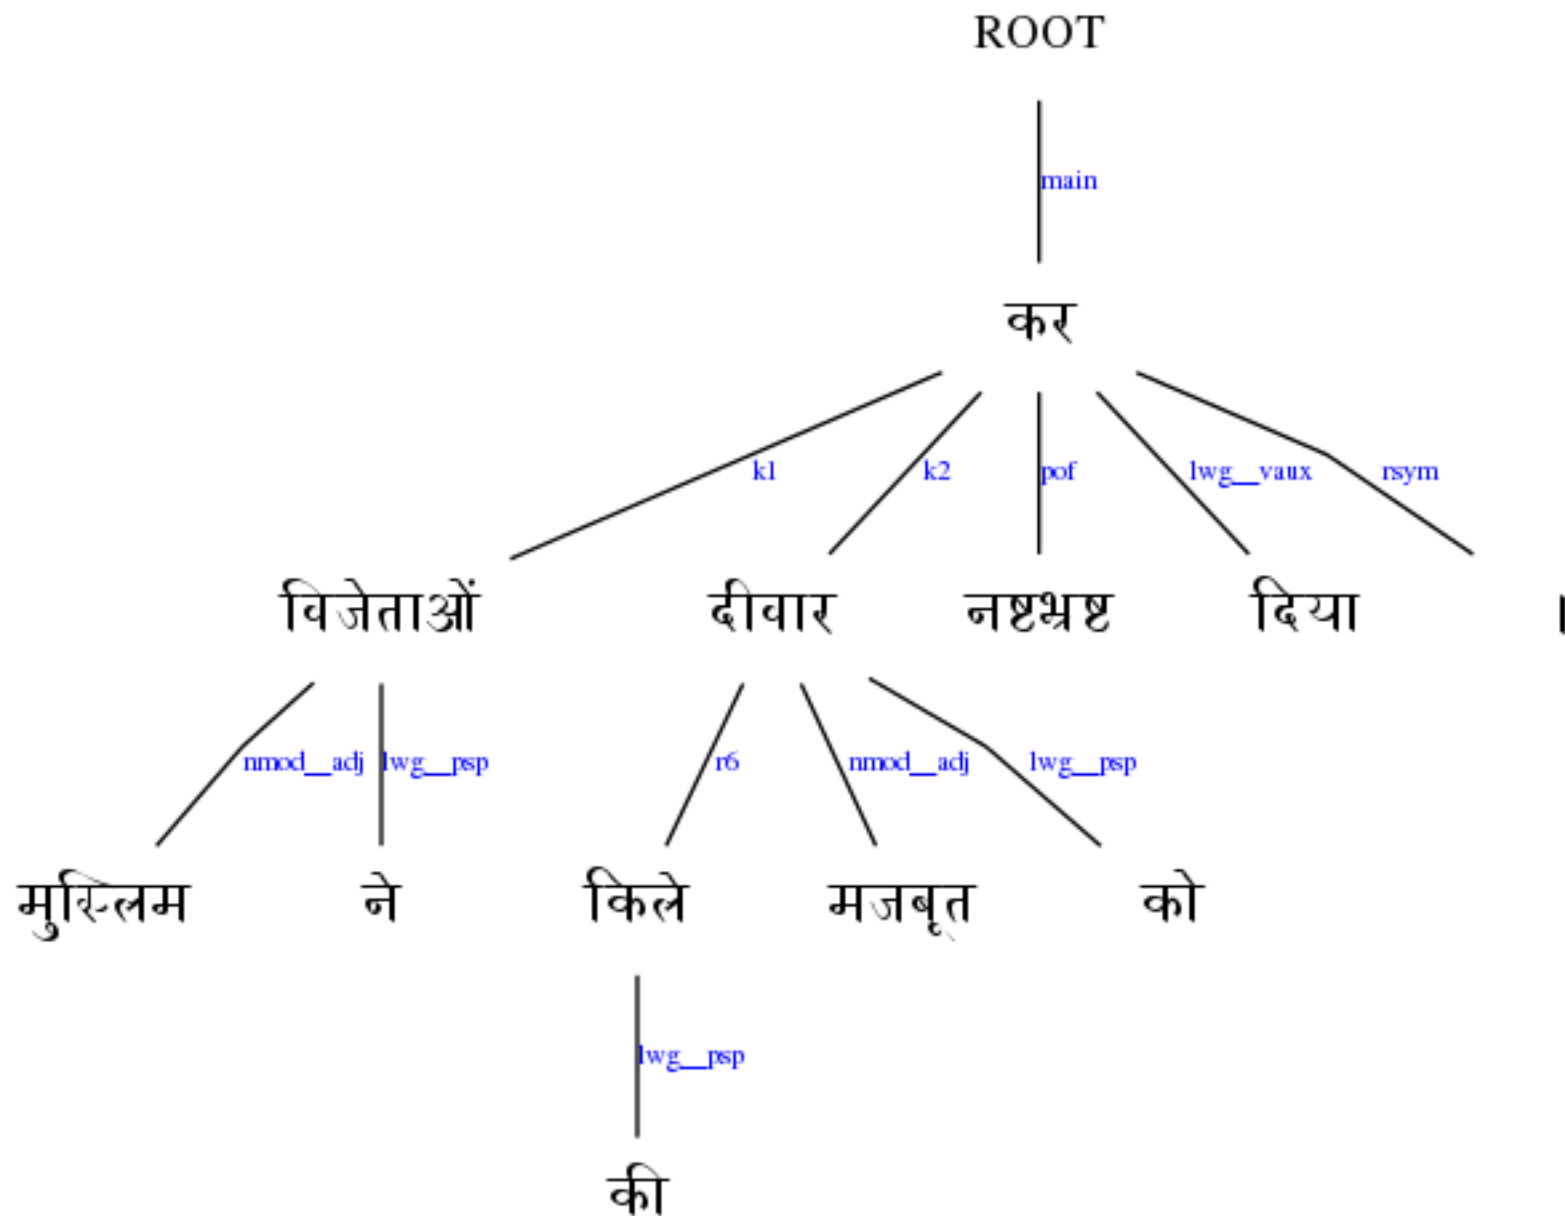 ROOT
main
कर
k1 k2 pof lwg__vaux rsym
विजेताओं दीवार नष्टभ्रष्ट दिया ।
nmod__adj lwg__psp r6 nmod__adj lwg__psp
मुस्लिम ने किले मजबूत को
lwg__psp
की